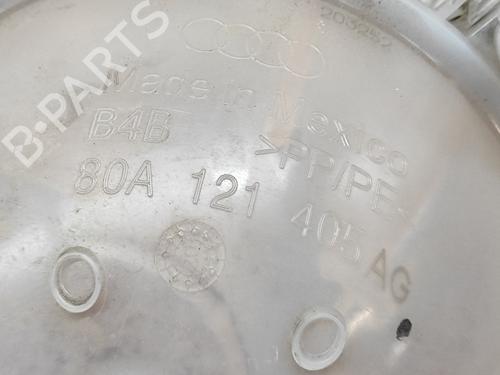 B-PARTS
Made in Mexico
B4B >PP/PE<
80A 121 405 AG